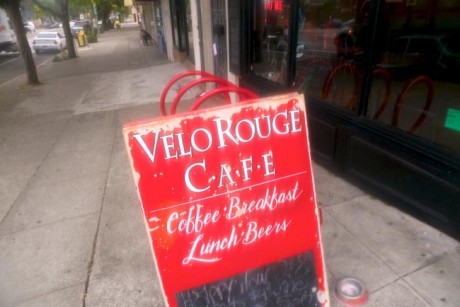 VELO ROUGE
C·A·F·E
Coffee·Breakfast
Lunch·Beers